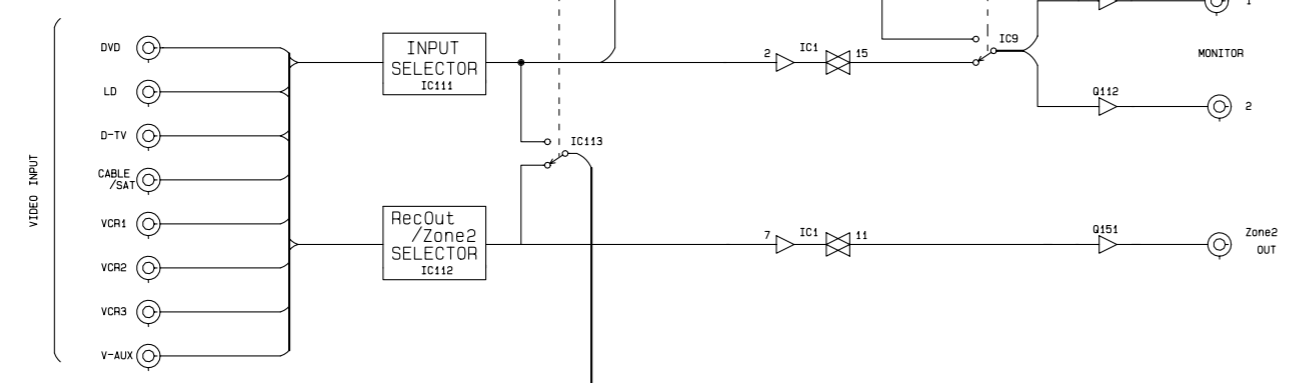 1
DVD
INPUT
SELECTOR
IC111
2
IC1
15
IC9
MONITOR
LD
Q112
2
D-TV
IC113
CABLE
/SAT
VIDEO INPUT
VCR1
RecOut
/Zone2
SELECTOR
IC112
7
IC1
11
Q151
Zone2
OUT
VCR2
VCR3
V-AUX